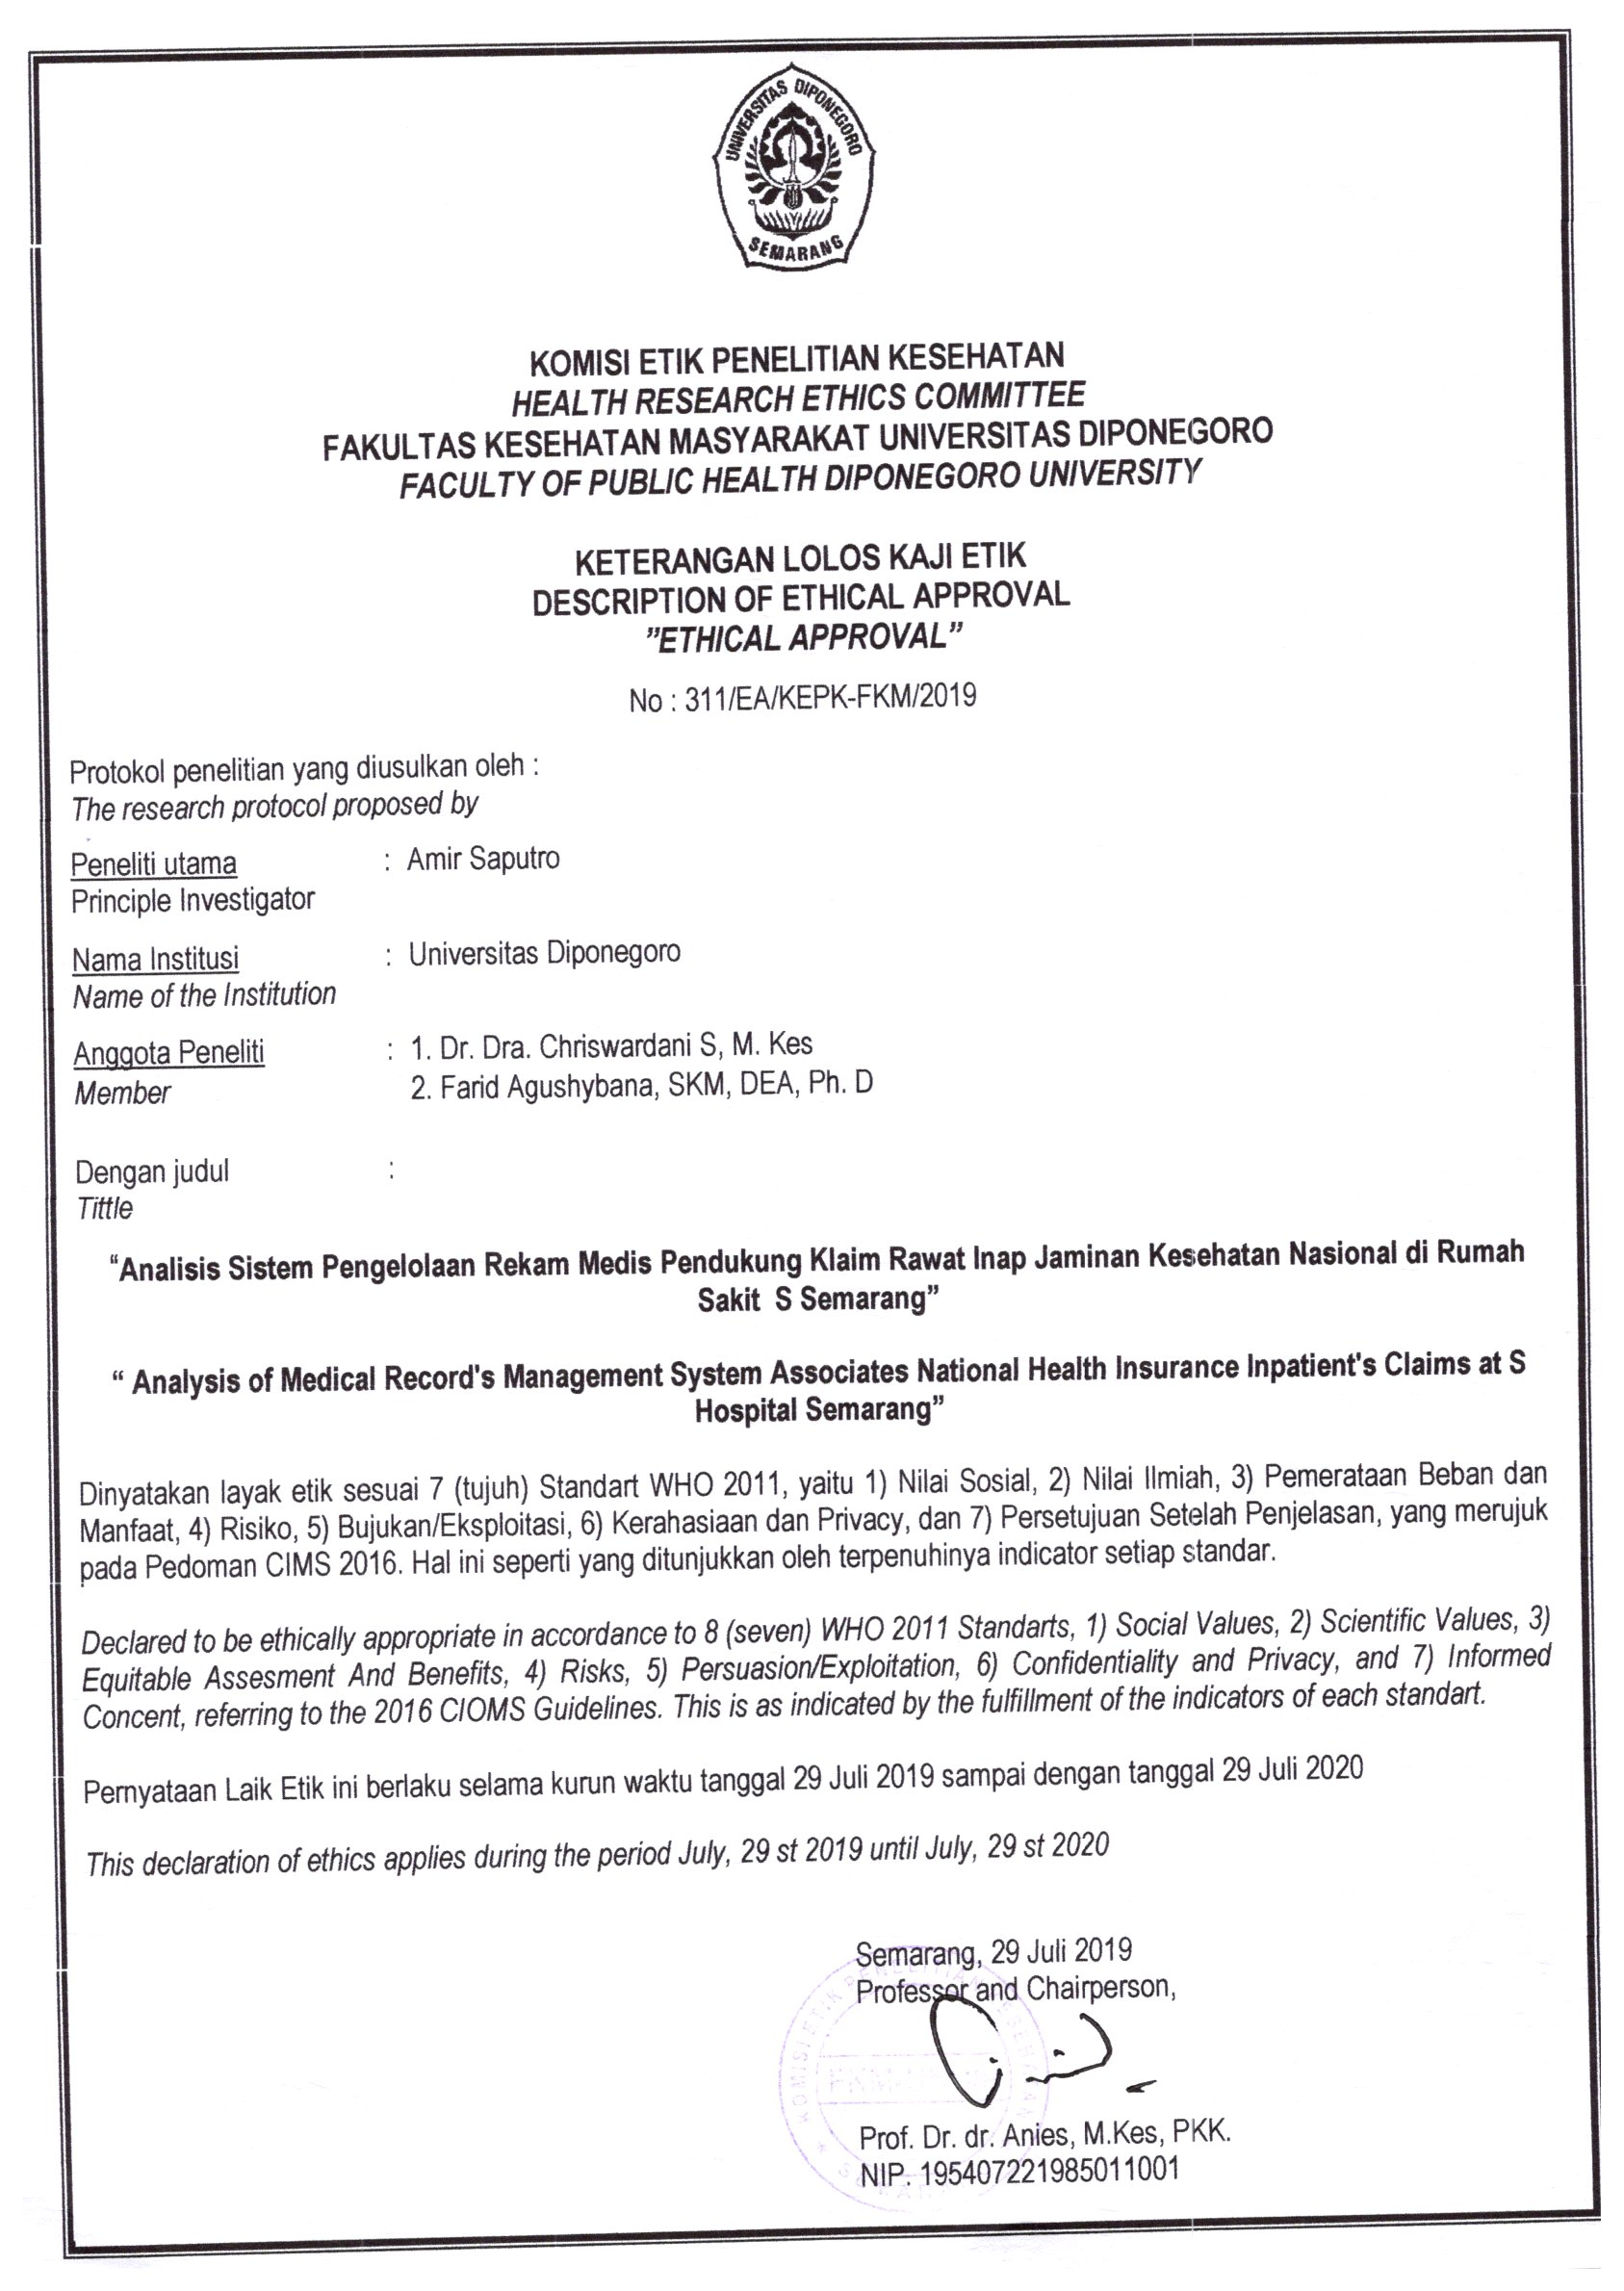 UNIVERSITAS DIPONEGORO
SEMARANG
KOMISI ETIK PENELITIAN KESEHATAN
HEALTH RESEARCH ETHICS COMMITTEE
FAKULTAS KESEHATAN MASYARAKAT UNIVERSITAS DIPONEGORO
FACULTY OF PUBLIC HEALTH DIPONEGORO UNIVERSITY
KETERANGAN LOLOS KAJI ETIK
DESCRIPTION OF ETHICAL APPROVAL
"ETHICAL APPROVAL"
No : 311/EA/KEPK-FKM/2019
Protokol penelitian yang diusulkan oleh :
The research protocol proposed by
Peneliti utama : Amir Saputro
Principle Investigator
Nama Institusi : Universitas Diponegoro
Name of the Institution
Anggota Peneliti : 1. Dr. Dra. Chriswardani S, M. Kes
Member 2. Farid Agushybana, SKM, DEA, Ph. D
Dengan judul :
Tittle
“Analisis Sistem Pengelolaan Rekam Medis Pendukung Klaim Rawat Inap Jaminan Kesehatan Nasional di Rumah
Sakit S Semarang”
“ Analysis of Medical Record's Management System Associates National Health Insurance Inpatient's Claims at S
Hospital Semarang”
Dinyatakan layak etik sesuai 7 (tujuh) Standart WHO 2011, yaitu 1) Nilai Sosial, 2) Nilai Ilmiah, 3) Pemerataan Beban dan
Manfaat, 4) Risiko, 5) Bujukan/Eksploitasi, 6) Kerahasiaan dan Privacy, dan 7) Persetujuan Setelah Penjelasan, yang merujuk
pada Pedoman CIMS 2016. Hal ini seperti yang ditunjukkan oleh terpenuhinya indicator setiap standar.
Declared to be ethically appropriate in accordance to 8 (seven) WHO 2011 Standarts, 1) Social Values, 2) Scientific Values, 3)
Equitable Assesment And Benefits, 4) Risks, 5) Persuasion/Exploitation, 6) Confidentiality and Privacy, and 7) Informed
Concent, referring to the 2016 CIOMS Guidelines. This is as indicated by the fulfillment of the indicators of each standart.
Pernyataan Laik Etik ini berlaku selama kurun waktu tanggal 29 Juli 2019 sampai dengan tanggal 29 Juli 2020
This declaration of ethics applies during the period July, 29 st 2019 until July, 29 st 2020
Semarang, 29 Juli 2019
Professor and Chairperson,
KOMISI ETIK PENELITIAN KESEHATAN
Prof. Dr. dr. Anies, M.Kes, PKK.
NIP. 195407221985011001